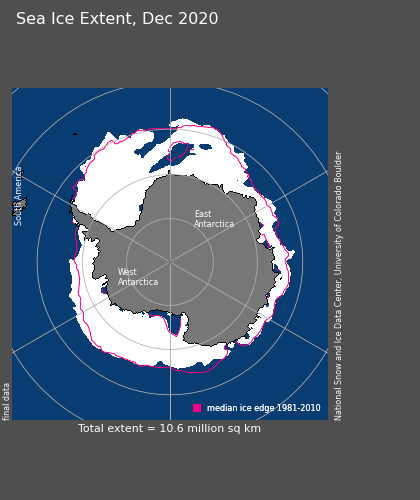 Sea Ice Extent, Dec 2020
South America
East
Antarctica
West
Antarctica
National Snow and Ice Data Center, University of Colorado Boulder
final data
median ice edge 1981-2010
Total extent = 10.6 million sq km